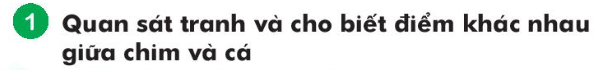 1 Quan sát tranh và cho biết điểm khác nhau
giữa chim và cá